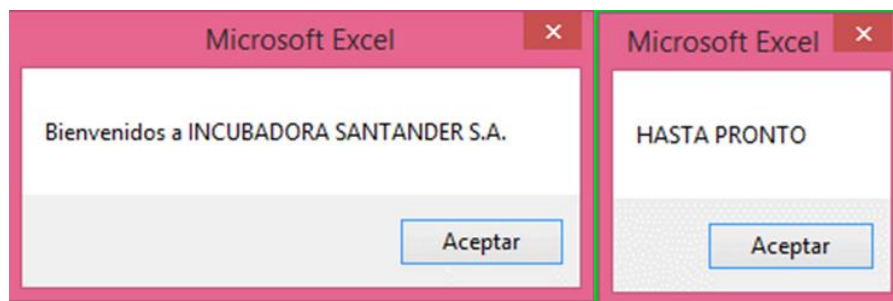 Microsoft Excel
Bienvenidos a INCUBADORA SANTANDER S.A.
Aceptar
Microsoft Excel
HASTA PRONTO
Aceptar